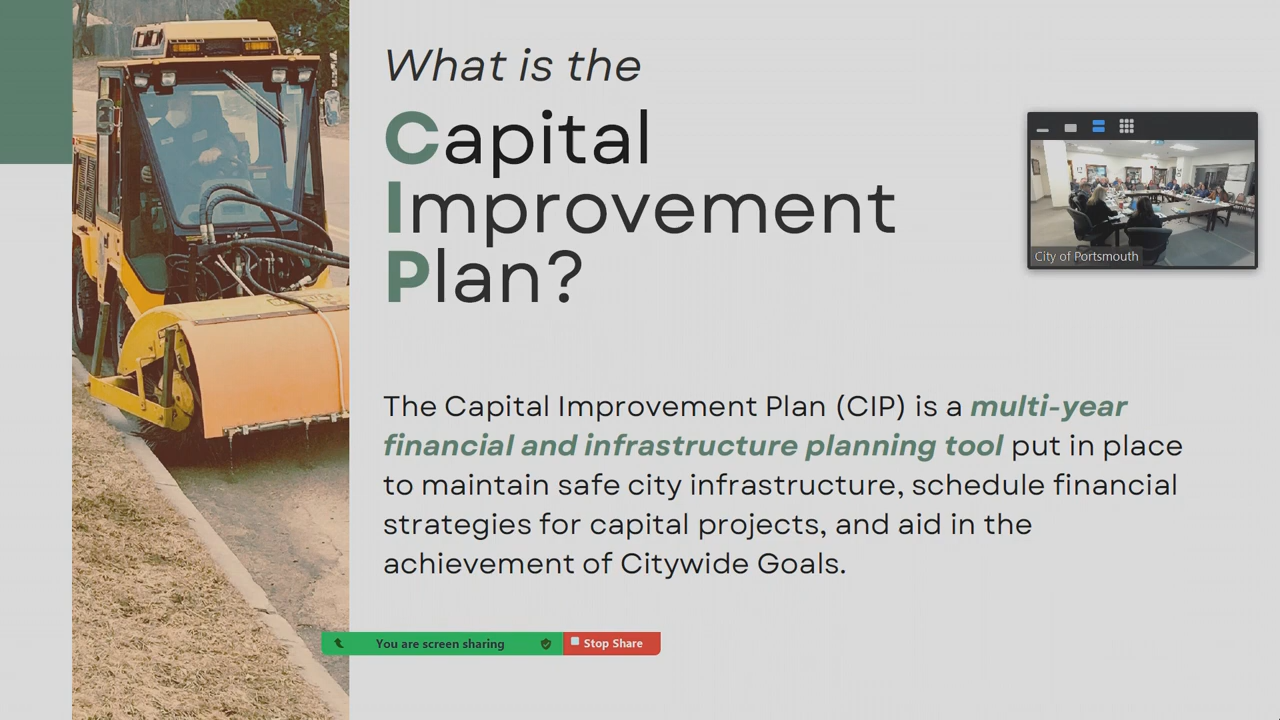 What is the
Capital
Improvement
Plan?
City of Portsmouth
The Capital Improvement Plan (CIP) is a multi-year
financial and infrastructure planning tool put in place
to maintain safe city infrastructure, schedule financial
strategies for capital projects, and aid in the
achievement of Citywide Goals.
You are screen sharing
Stop Share